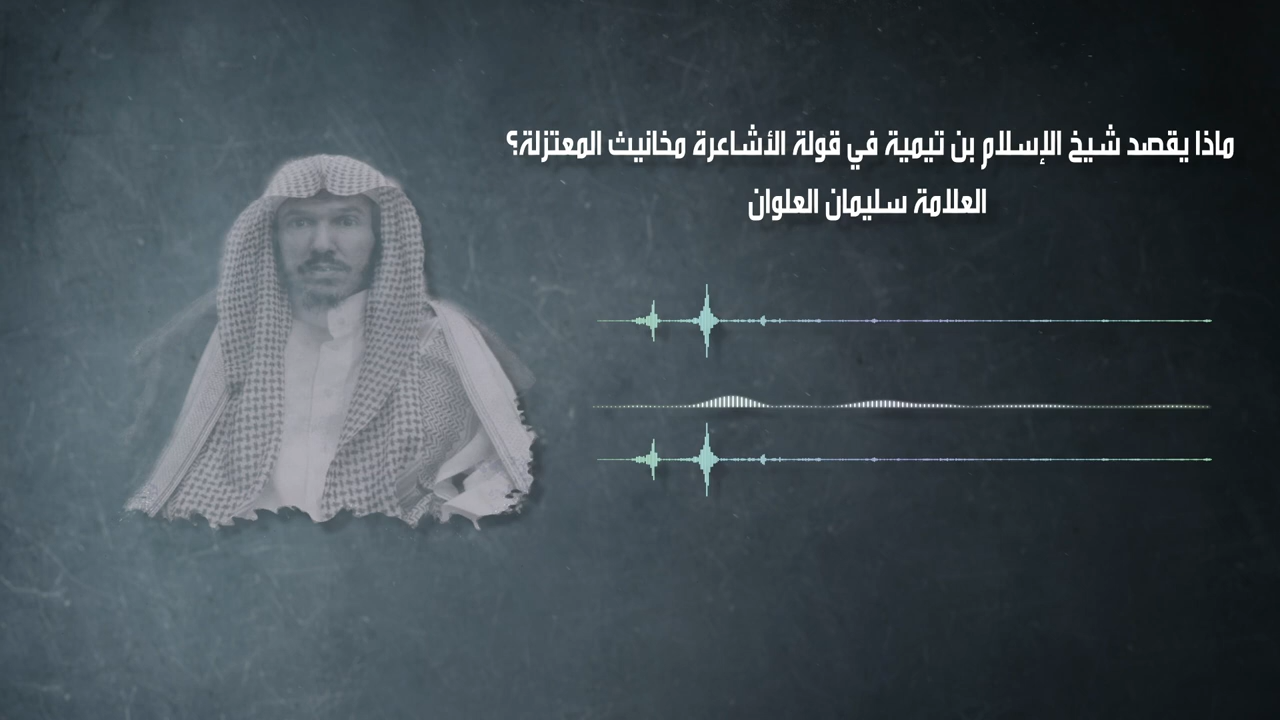 ماذا يقصد شيخ الإسلام بن تيمية في قولة الأشاعرة مخانيث المعتزلة؟
العلامة سليمان العلوان